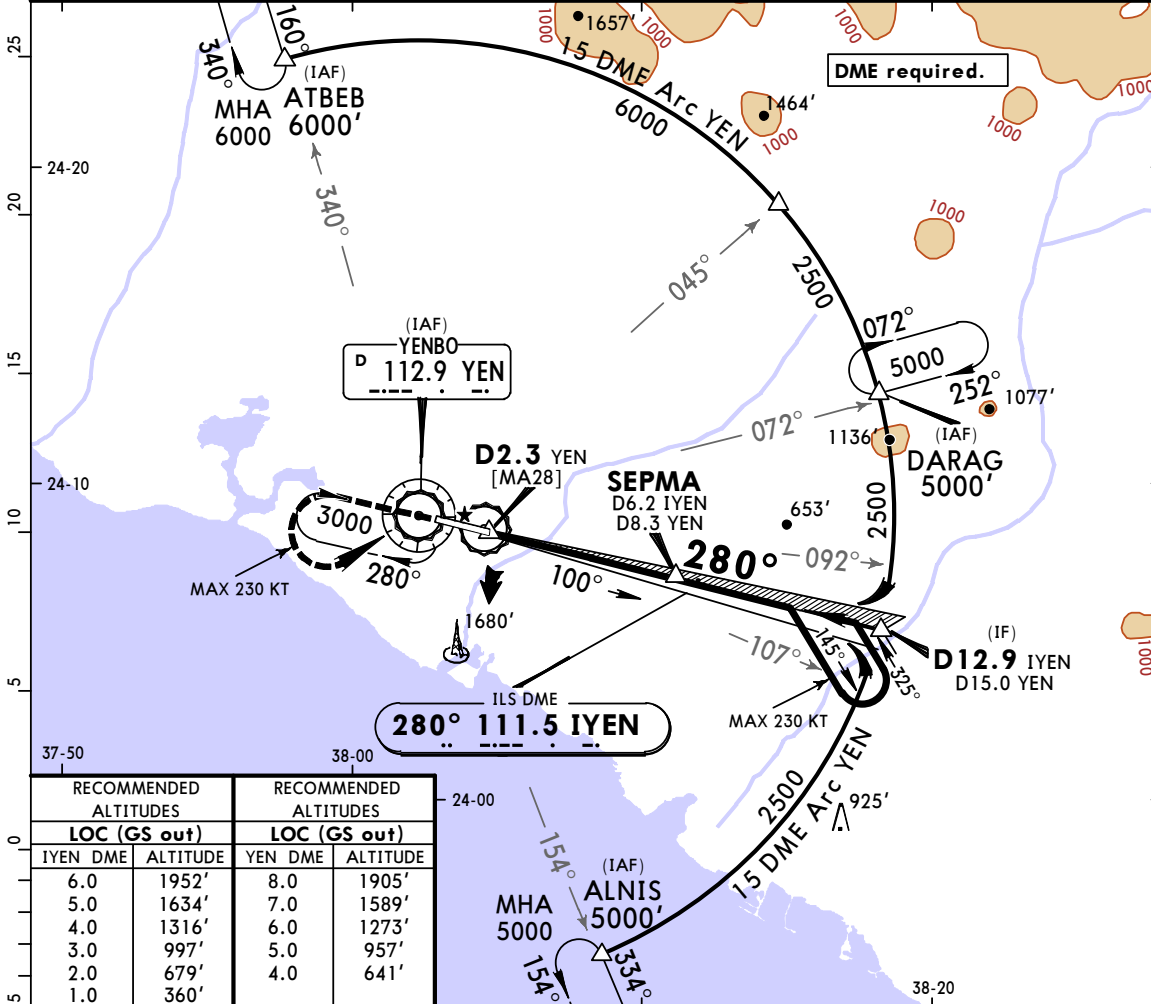 25
20
15
10
5
0
5
24-20
24-10
24-00
37-50
38-00
38-20
1000
1657'
1000
1000
1000
1464'
1000
1000
1000
1000
DME required.
340°
160°
(IAF)
ATBEB
6000'
MHA
6000
15 DME Arc YEN
6000
340°
045°
2500
072°
5000
252°
1077'
072°
1136'
(IAF)
DARAG
5000'
(IAF)
YENBO
D 112.9 YEN
D2.3 YEN
[MA28]
SEPMA
D6.2 IYEN
D8.3 YEN
653'
2500
3000
280°
MAX 230 KT
280°
092°
100°
1680'
107°
145°
325°
(IF)
D12.9 IYEN
D15.0 YEN
MAX 230 KT
ILS DME
280° 111.5 IYEN
2500
15 DME Arc YEN
925'
154°
(IAF)
ALNIS
5000'
MHA
5000
154°
334°
RECOMMENDED ALTITUDES RECOMMENDED ALTITUDES
LOC (GS out) LOC (GS out)
IYEN DME ALTITUDE YEN DME ALTITUDE
6.0 1952' 8.0 1905'
5.0 1634' 7.0 1589'
4.0 1316' 6.0 1273'
3.0 997' 5.0 957'
2.0 679' 4.0 641'
1.0 360'